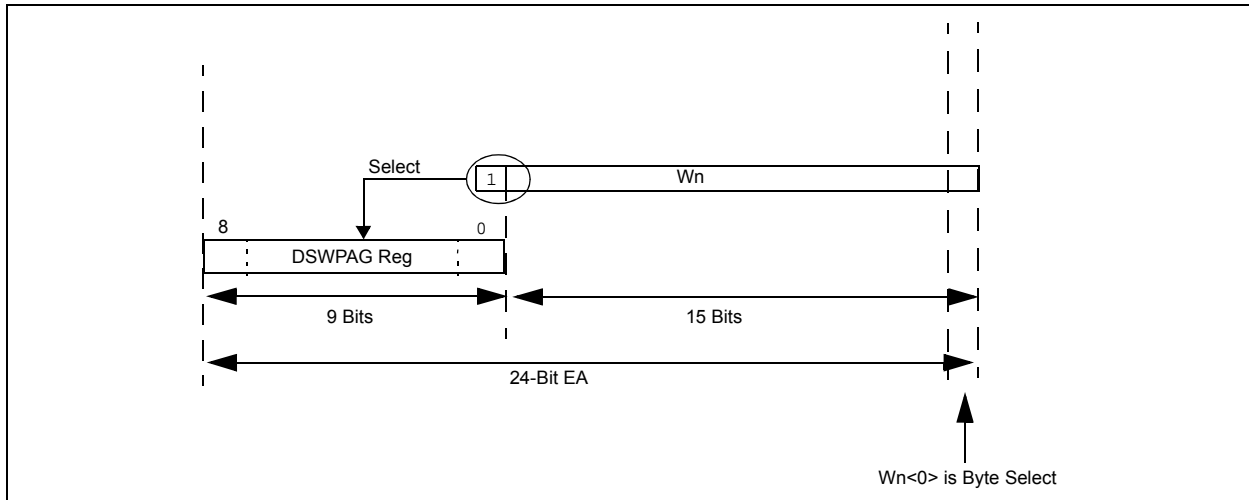 Select
1
Wn
8
0
DSWPAG Reg
9 Bits
15 Bits
24-Bit EA
Wn<0> is Byte Select